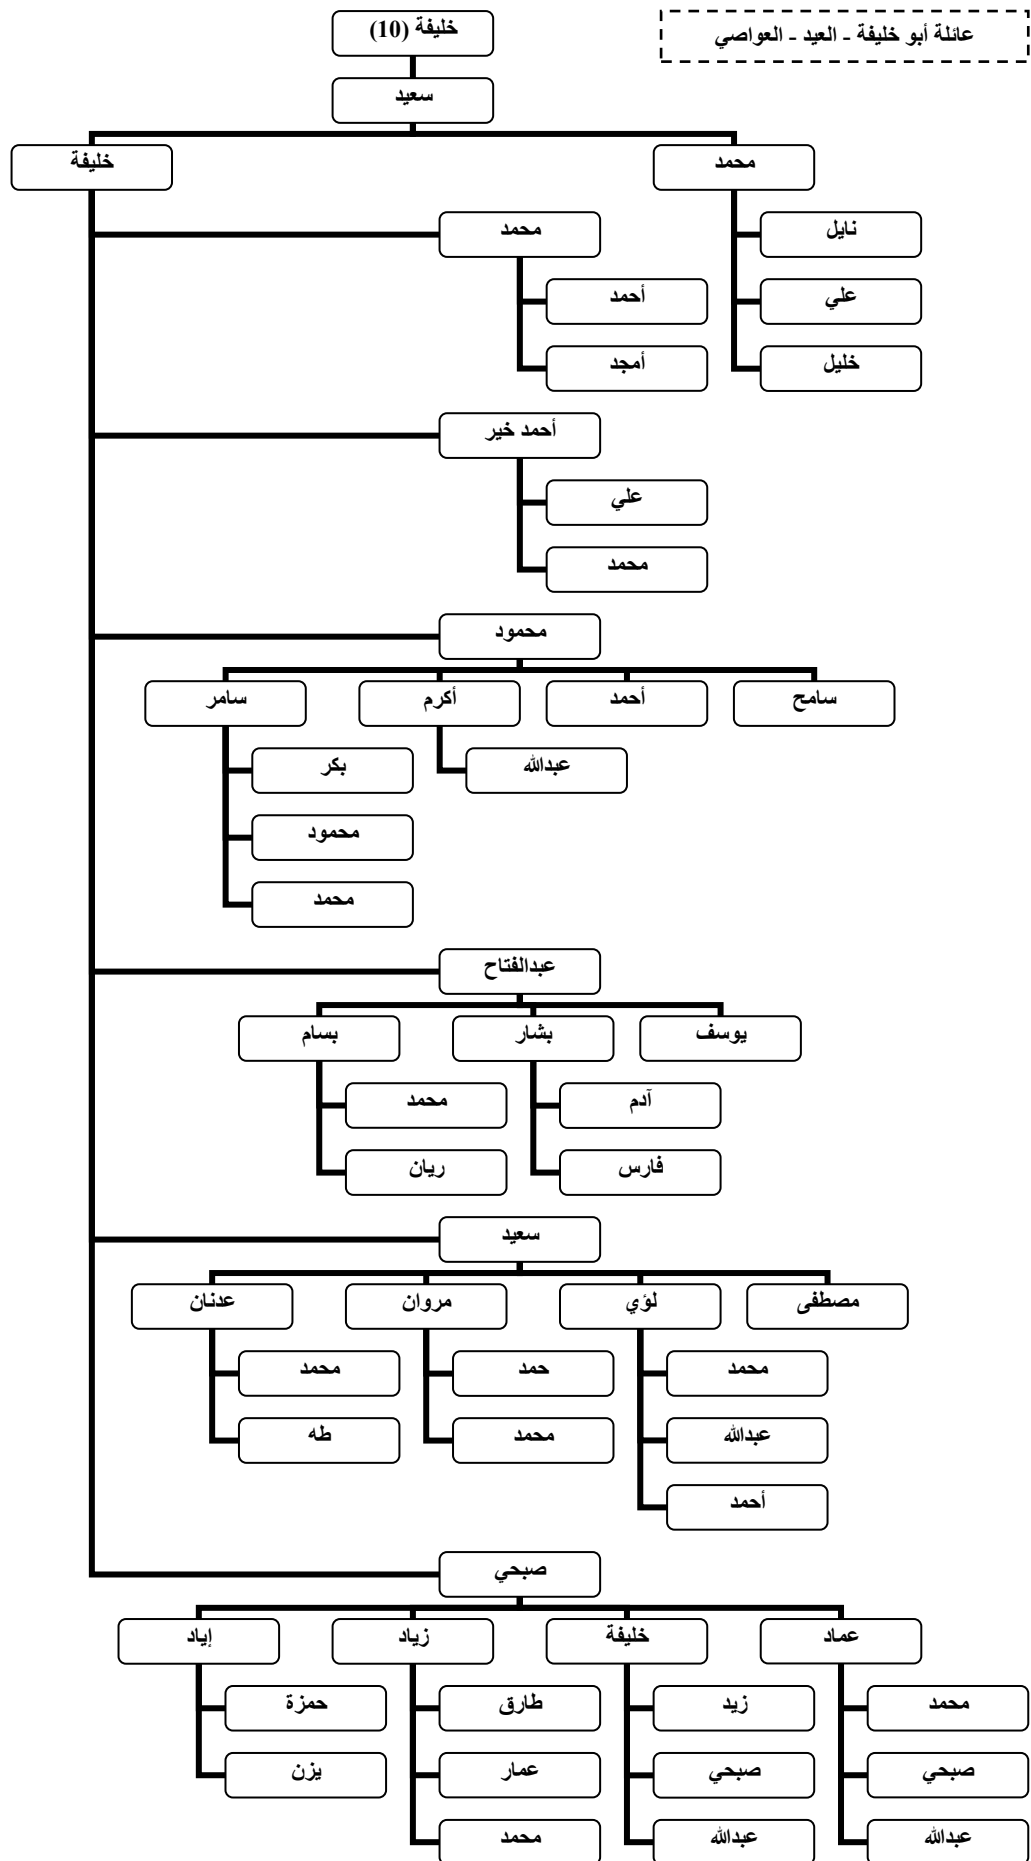 عائلة أبو خليفة - العيد - العواصي
خليفة (10)
سعيد
محمد
خليفة
نايل
علي
خليل
محمد
أحمد
أمجد
أحمد خير
علي
محمد
محمود
سامح
أحمد
أكرم
سامر
عبدالله
بكر
محمود
محمد
عبدالفتاح
يوسف
بشار
بسام
آدم
فارس
محمد
ريان
سعيد
مصطفى
لؤي
مروان
عدنان
محمد
عبدالله
أحمد
حمد
محمد
محمد
طه
صبحي
عماد
خليفة
زياد
إياد
محمد
صبحي
عبدالله
زيد
صبحي
عبدالله
طارق
عمار
محمد
حمزة
يزن